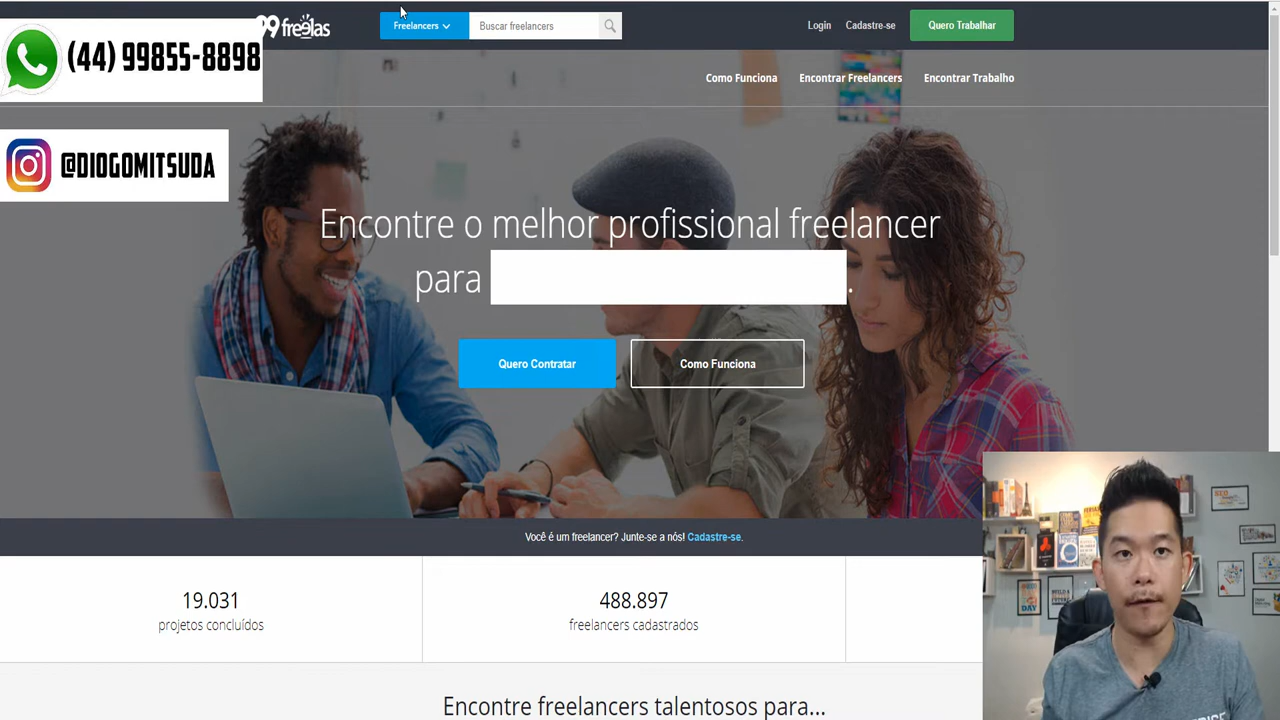 99freelas
Freelancers
Buscar freelancers
Login
Cadastre-se
Quero Trabalhar
(44) 99855-8898
Como Funciona
Encontrar Freelancers
Encontrar Trabalho
@DIOGOMITSUDA
Encontre o melhor profissional freelancer
para .
Quero Contratar
Como Funciona
Você é um freelancer? Junte-se a nós! Cadastre-se.
19.031
projetos concluídos
488.897
freelancers cadastrados
Encontre freelancers talentosos para...